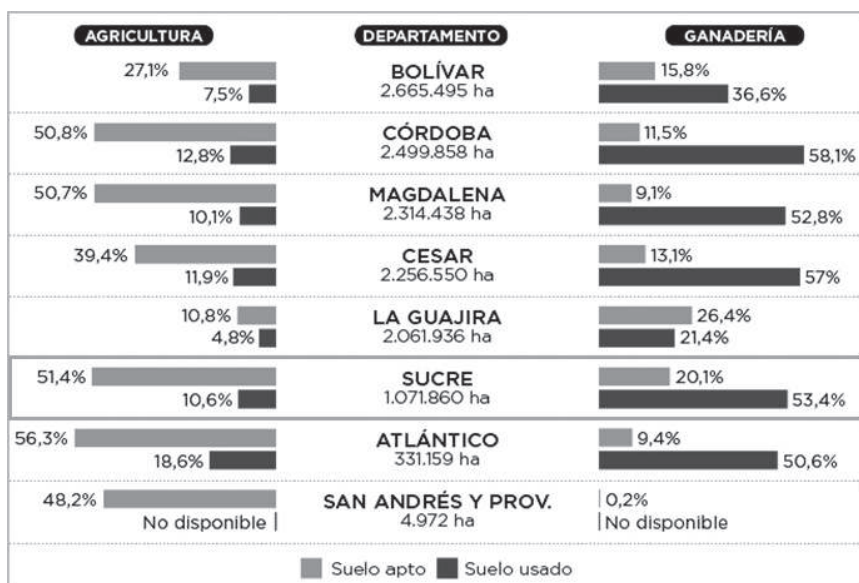 AGRICULTURA DEPARTAMENTO GANADERÍA
27,1% BOLÍVAR 15,8%
7,5% 2.665.495 ha 36,6%
50,8% CÓRDOBA 11,5%
12,8% 2.499.858 ha 58,1%
50,7% MAGDALENA 9,1%
10,1% 2.314.438 ha 52,8%
39,4% CESAR 13,1%
11,9% 2.256.550 ha 57%
10,8% LA GUAJIRA 26,4%
4,8% 2.061.936 ha 21,4%
51,4% SUCRE 20,1%
10,6% 1.071.860 ha 53,4%
56,3% ATLÁNTICO 9,4%
18,6% 331.159 ha 50,6%
48,2% SAN ANDRÉS Y PROV. 0,2%
No disponible 4.972 ha No disponible
Suelo apto Suelo usado